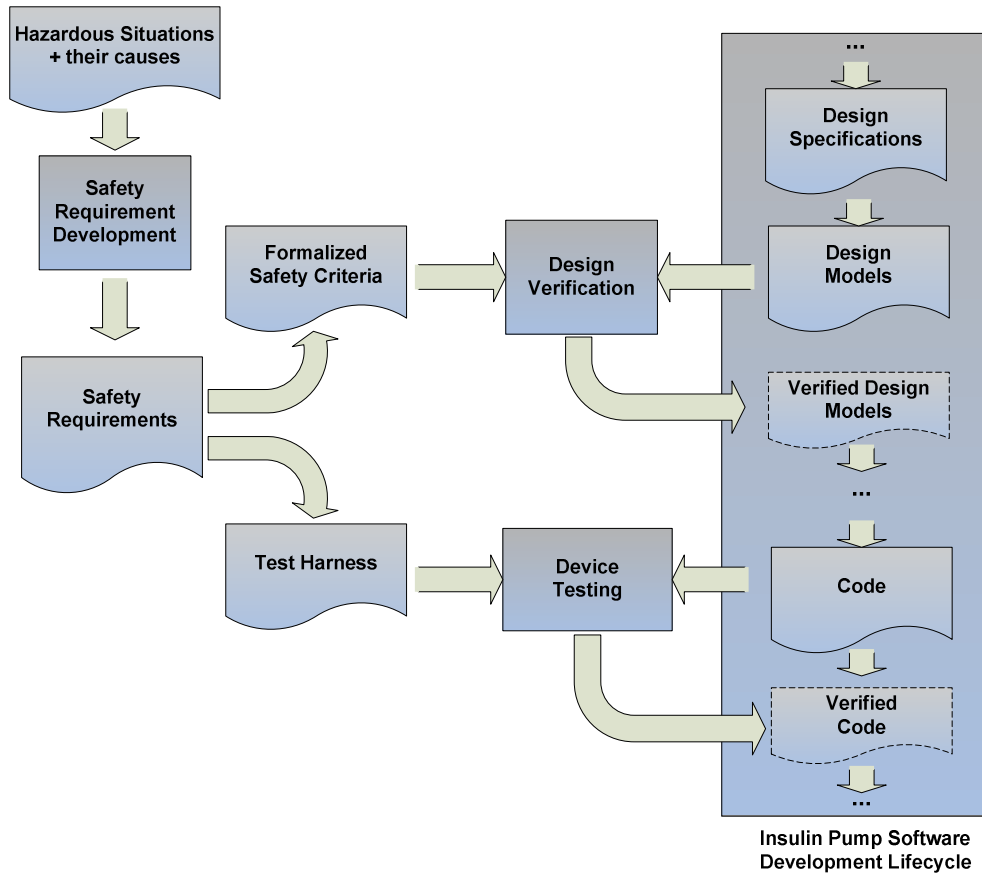 Hazardous Situations
+ their causes
Safety
Requirement
Development
Safety
Requirements
Formalized
Safety Criteria
Test Harness
Design
Verification
Device
Testing
...
Design
Specifications
Design
Models
Verified Design
Models
...
Code
Verified
Code
...
Insulin Pump Software
Development Lifecycle